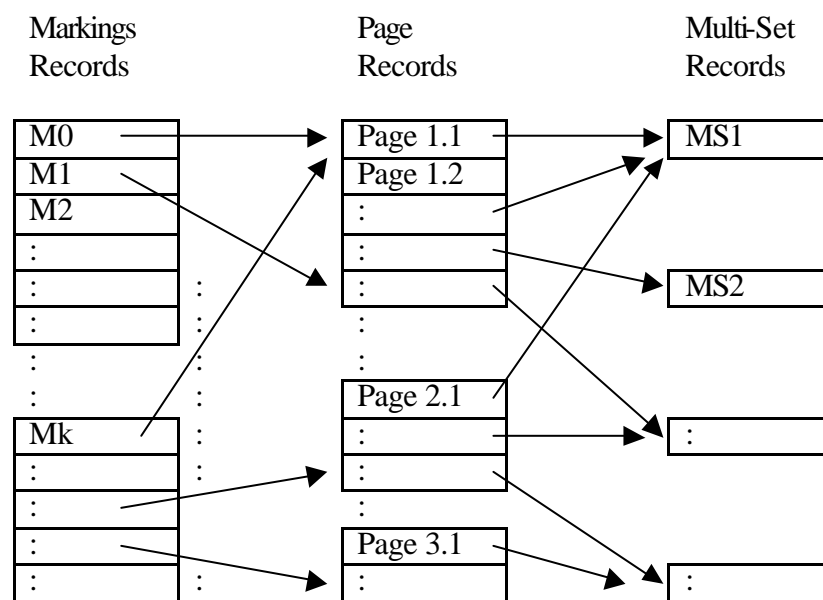 Markings Page Multi-Set
Records Records Records
M0 Page 1.1 MS1
M1 Page 1.2
M2 :
: :
: : : MS2
: : :
: : :
: : Page 2.1
Mk : : :
: : :
: :
: Page 3.1
: : : :